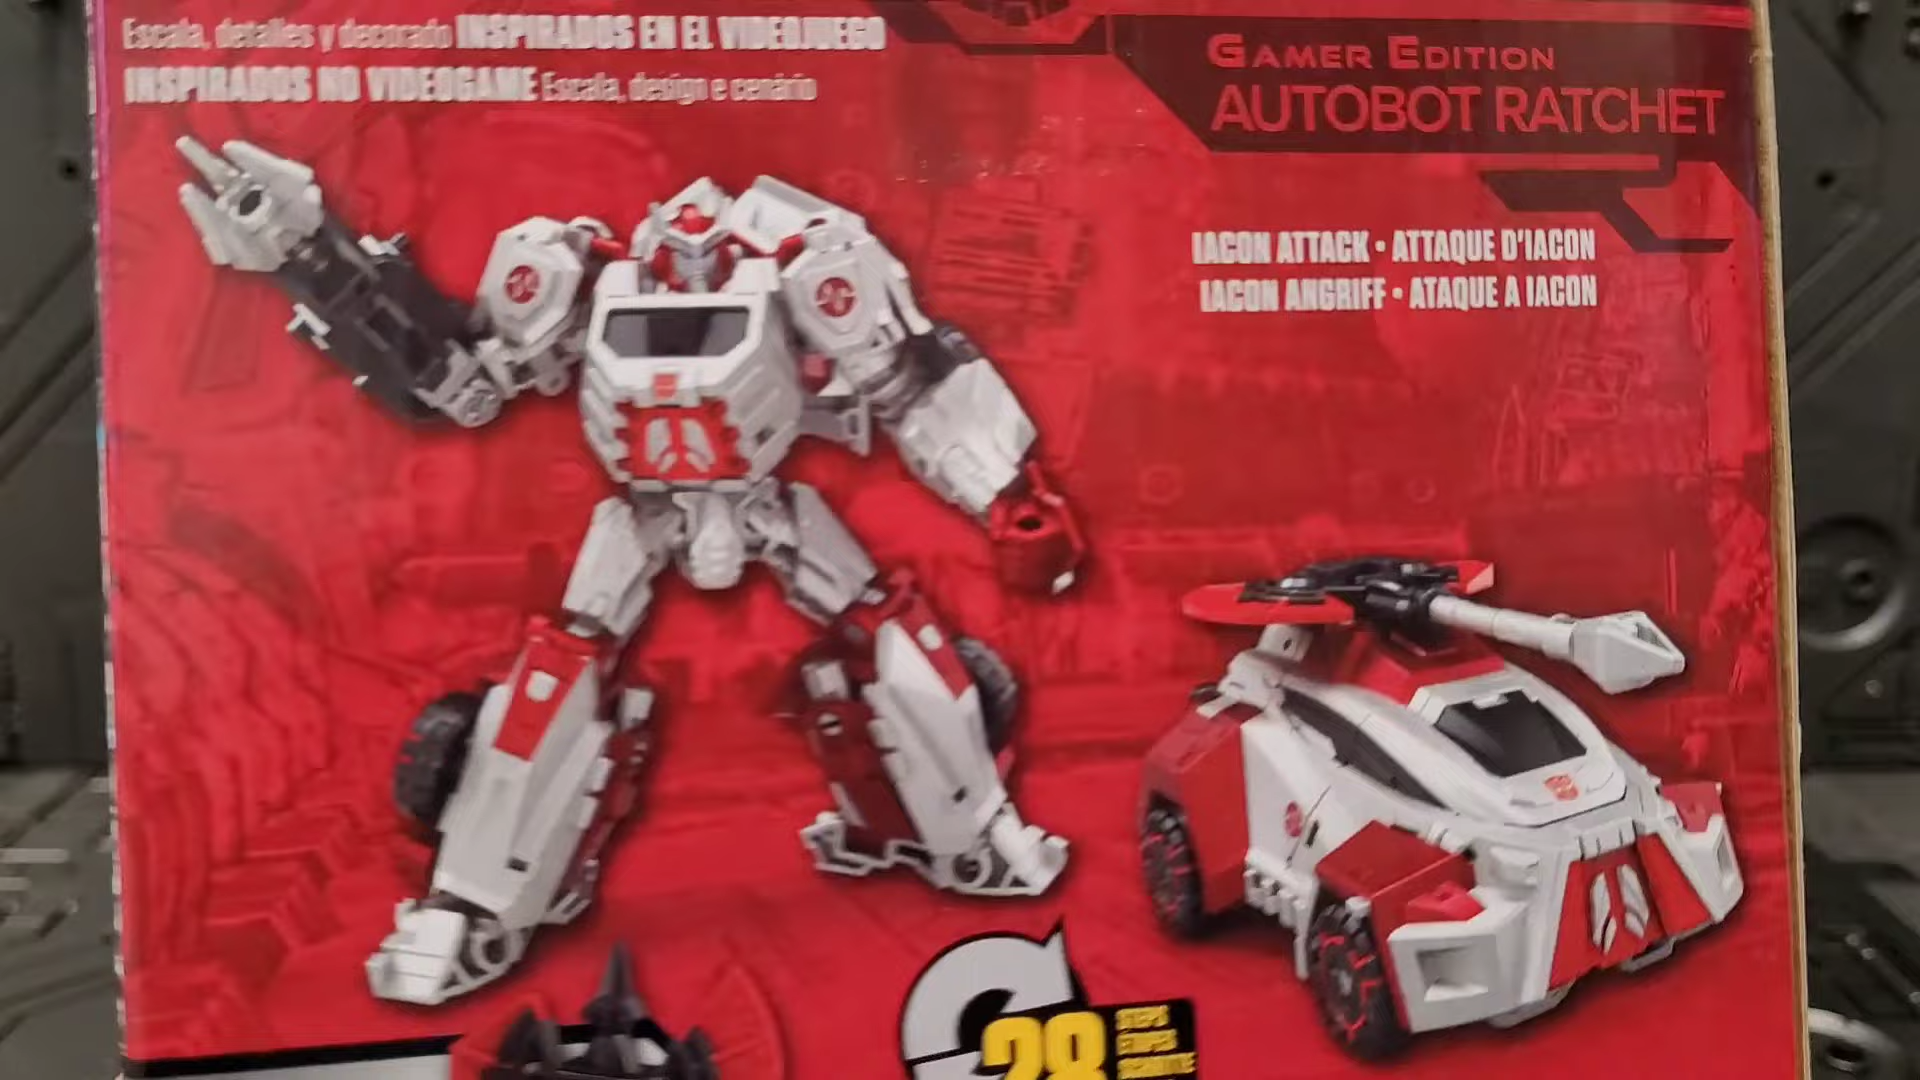 Escala, detalles y decorado INSPIRADOS EN EL VIDEOJUEGO
INSPIRADOS NO VIDEOGAME Escala, design e cenário
GAMER EDITION
AUTOBOT RATCHET
IACON ATTACK • ATTAQUE D'IACON
IACON ANGRIFF • ATAQUE A IACON
28
STEPS